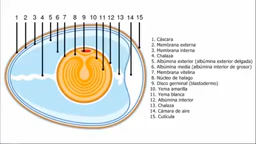 1 2 3 4 5 6 7 8 9 10 11 12 13 14 15
1. Cáscara
2. Membrana externa
3. Membrana interna
4. Chalaza
5. Albúmina exterior (albúmina exterior delgada)
6. Albúmina media (albúmina interior de grosor)
7. Membrana vitelina
8. Núcleo de halago
9. Disco germinal (blastodermo)
10. Yema amarilla
11. Yema blanca
12. Albúmina interior
13. Chalaza
14. Cámara de aire
15. Cutícula